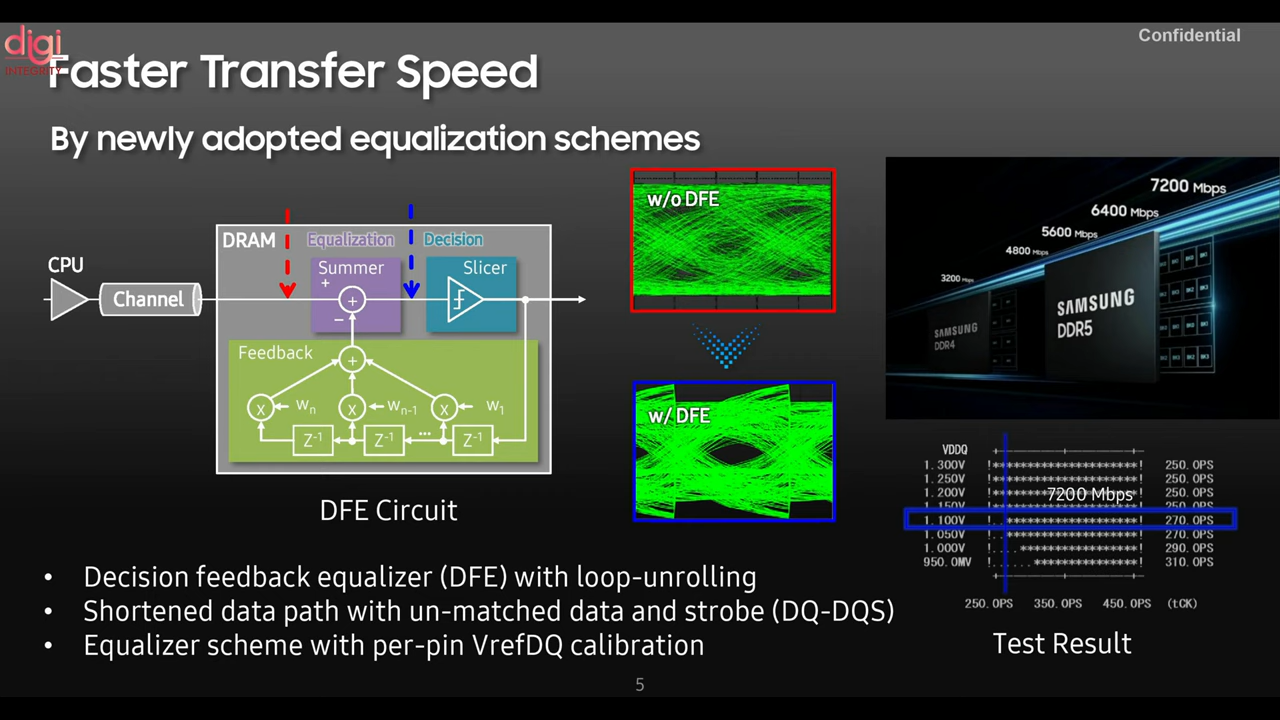 Confidential
digi
INTEGRITY
Faster Transfer Speed
By newly adopted equalization schemes
CPU
Channel
DRAM
Equalization
Decision
Summer
+
+
−
Slicer
Feedback
+
x
wn
x
wn-1
x
w1
Z-1
Z-1
...
Z-1
DFE Circuit
w/o DFE
w/ DFE
7200 Mbps
6400 Mbps
5600 Mbps
4800 Mbps
3200 Mbps
SAMSUNG
DDR4
SAMSUNG
DDR5
VDDQ
1.300V !*******************! 250.0PS
1.250V !*******************! 250.0PS
1.200V !*******************! 250.0PS
7200 Mbps
1.150V !*******************! 250.0PS
1.100V !..*******************! 270.0PS
1.050V !..*******************! 270.0PS
1.000V !....*****************! 290.0PS
950.0MV !......***************! 310.0PS
250.0PS 350.0PS 450.0PS (tCK)
Test Result
• Decision feedback equalizer (DFE) with loop-unrolling
• Shortened data path with un-matched data and strobe (DQ-DQS)
• Equalizer scheme with per-pin VrefDQ calibration
5